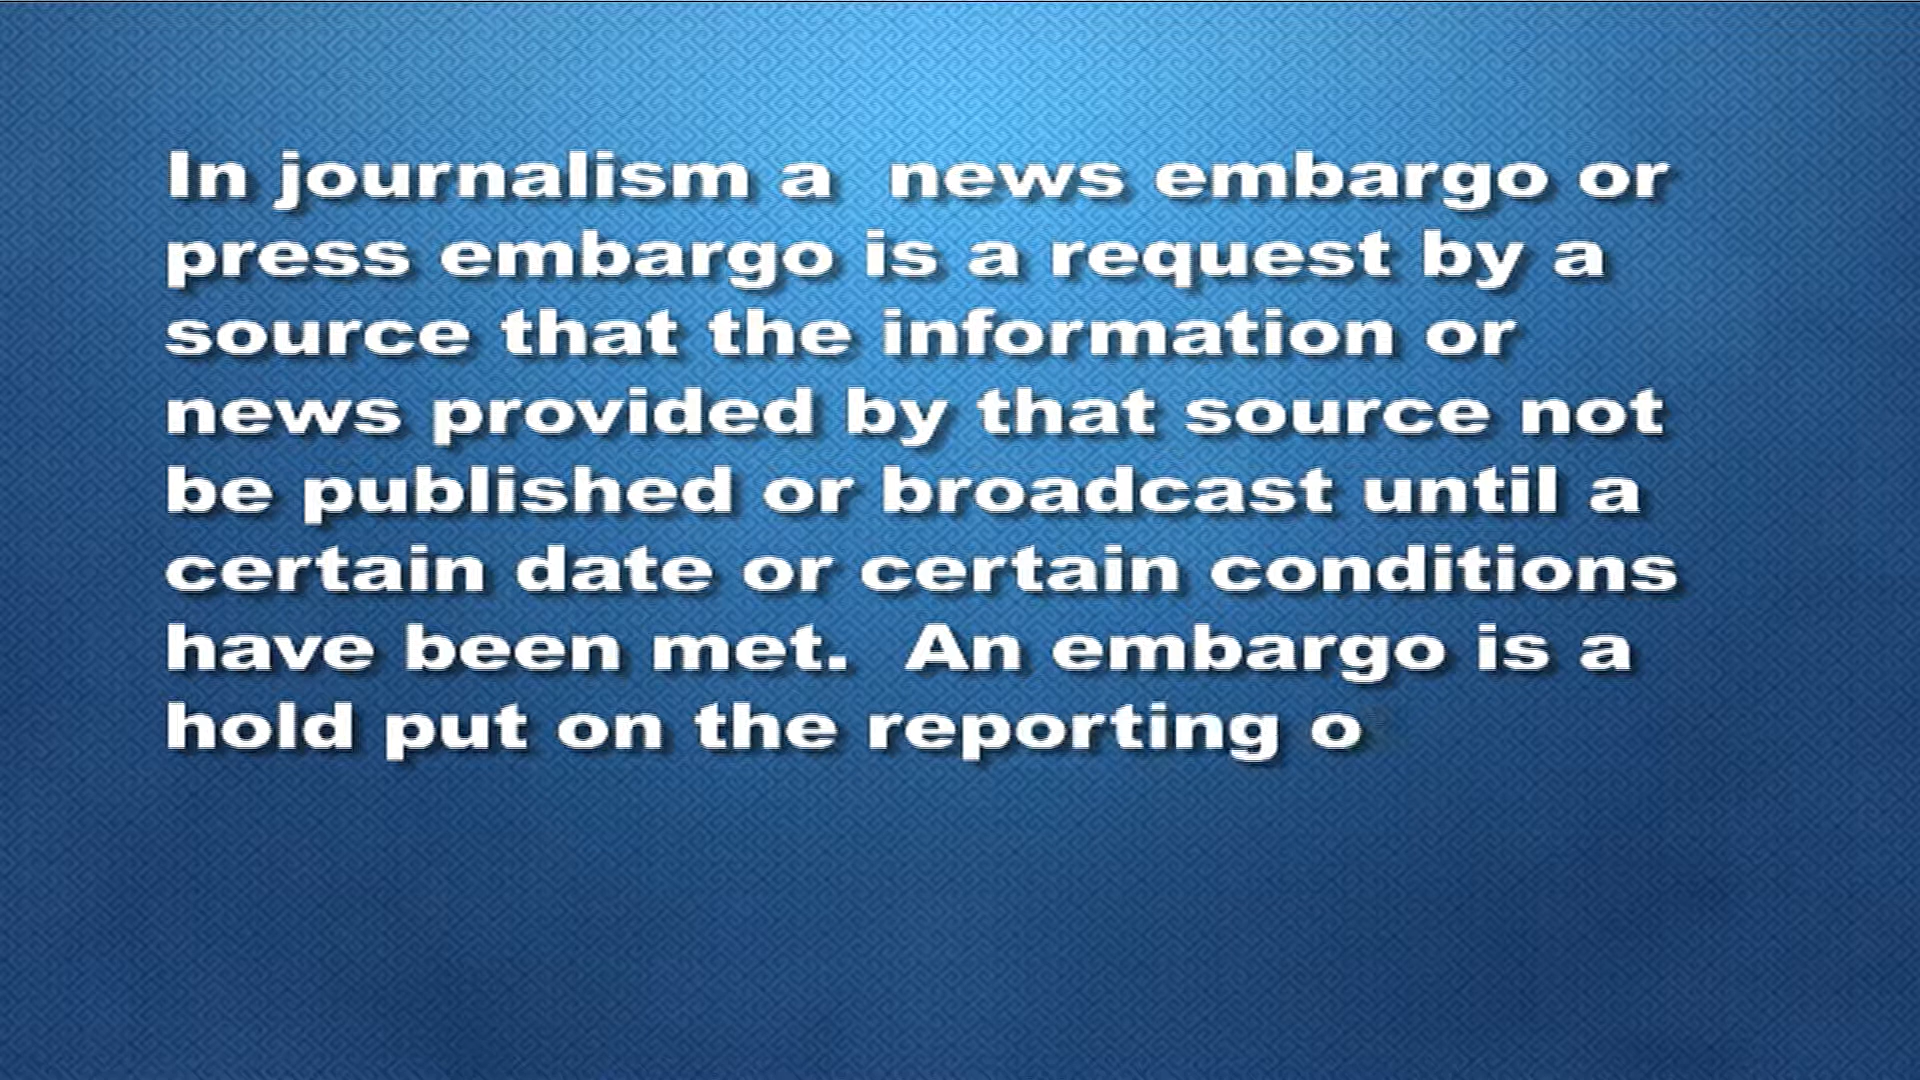 In journalism a  news embargo or
press embargo is a request by a
source that the information or
news provided by that source not
be published or broadcast until a
certain date or certain conditions
have been met.  An embargo is a
hold put on the reporting o